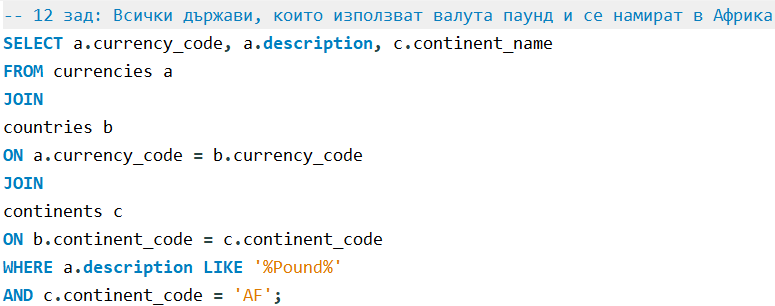 -- 12 зад: Всички държави, които използват валута паунд и се намират в Африка
SELECT a.currency_code, a.description, c.continent_name
FROM currencies a
JOIN
countries b
ON a.currency_code = b.currency_code
JOIN
continents c
ON b.continent_code = c.continent_code
WHERE a.description LIKE '%Pound%'
AND c.continent_code = 'AF';